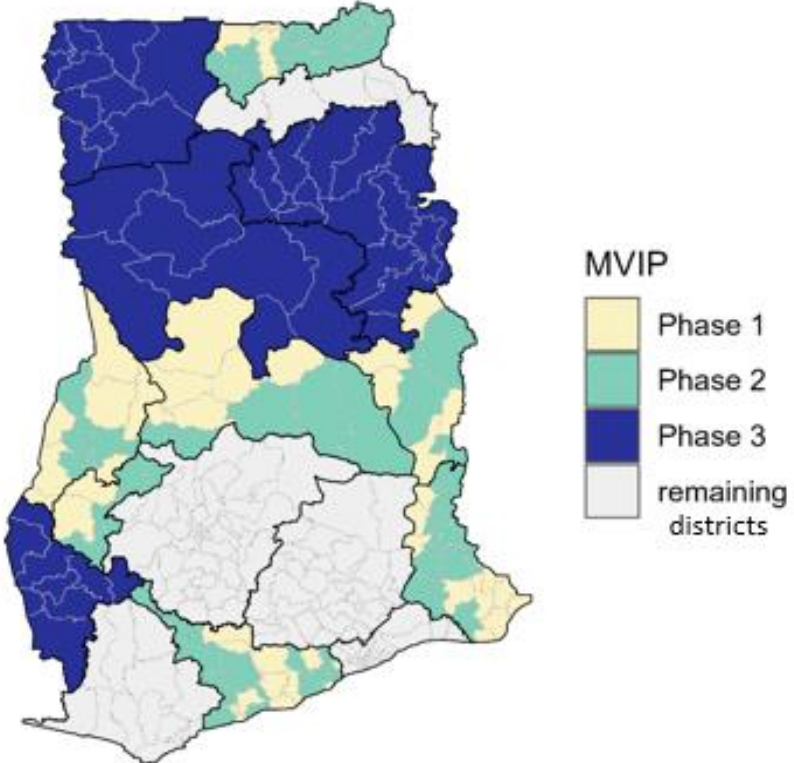 MVIP
Phase 1
Phase 2
Phase 3
remaining
districts